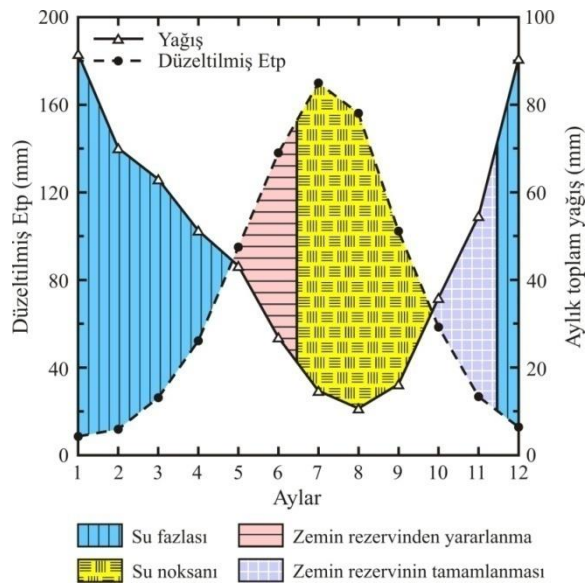 Yağış
Düzeltilmiş Etp
200
160
120
80
40
0
Düzeltilmiş Etp (mm)
100
80
60
40
20
0
Aylık toplam yağış (mm)
1 2 3 4 5 6 7 8 9 10 11 12
Aylar
Su fazlası
Zemin rezervinden yararlanma
Su noksanı
Zemin rezervinin tamamlanması